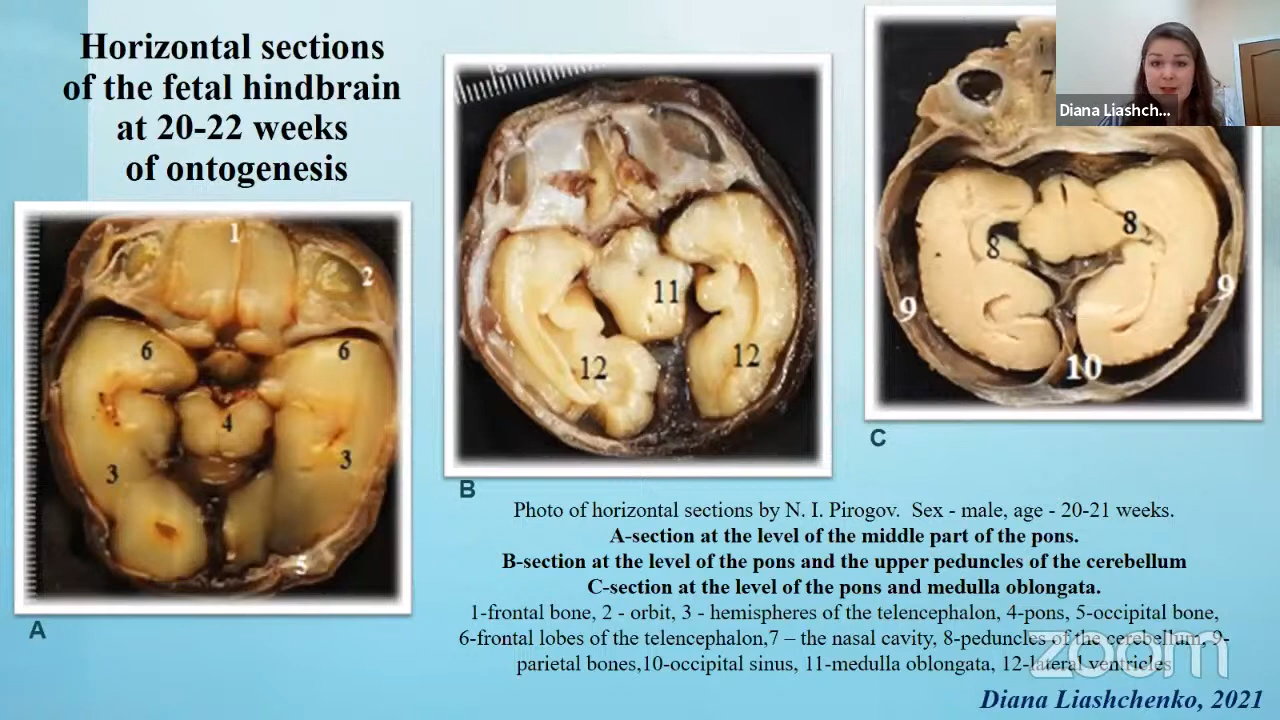 Horizontal sections
of the fetal hindbrain
at 20-22 weeks
of ontogenesis
1
2
6
6
4
3
3
5
A
11
12
12
B
7
8
8
9
9
10
C
Diana Liashch...
Photo of horizontal sections by N. I. Pirogov. Sex - male, age - 20-21 weeks.
A-section at the level of the middle part of the pons.
B-section at the level of the pons and the upper peduncles of the cerebellum
C-section at the level of the pons and medulla oblongata.
1-frontal bone, 2 - orbit, 3 - hemispheres of the telencephalon, 4-pons, 5-occipital bone,
6-frontal lobes of the telencephalon,7 – the nasal cavity, 8-peduncles of the cerebellum, 9-
parietal bones,10-occipital sinus, 11-medulla oblongata, 12-lateral ventricles
zoom
Diana Liashchenko, 2021